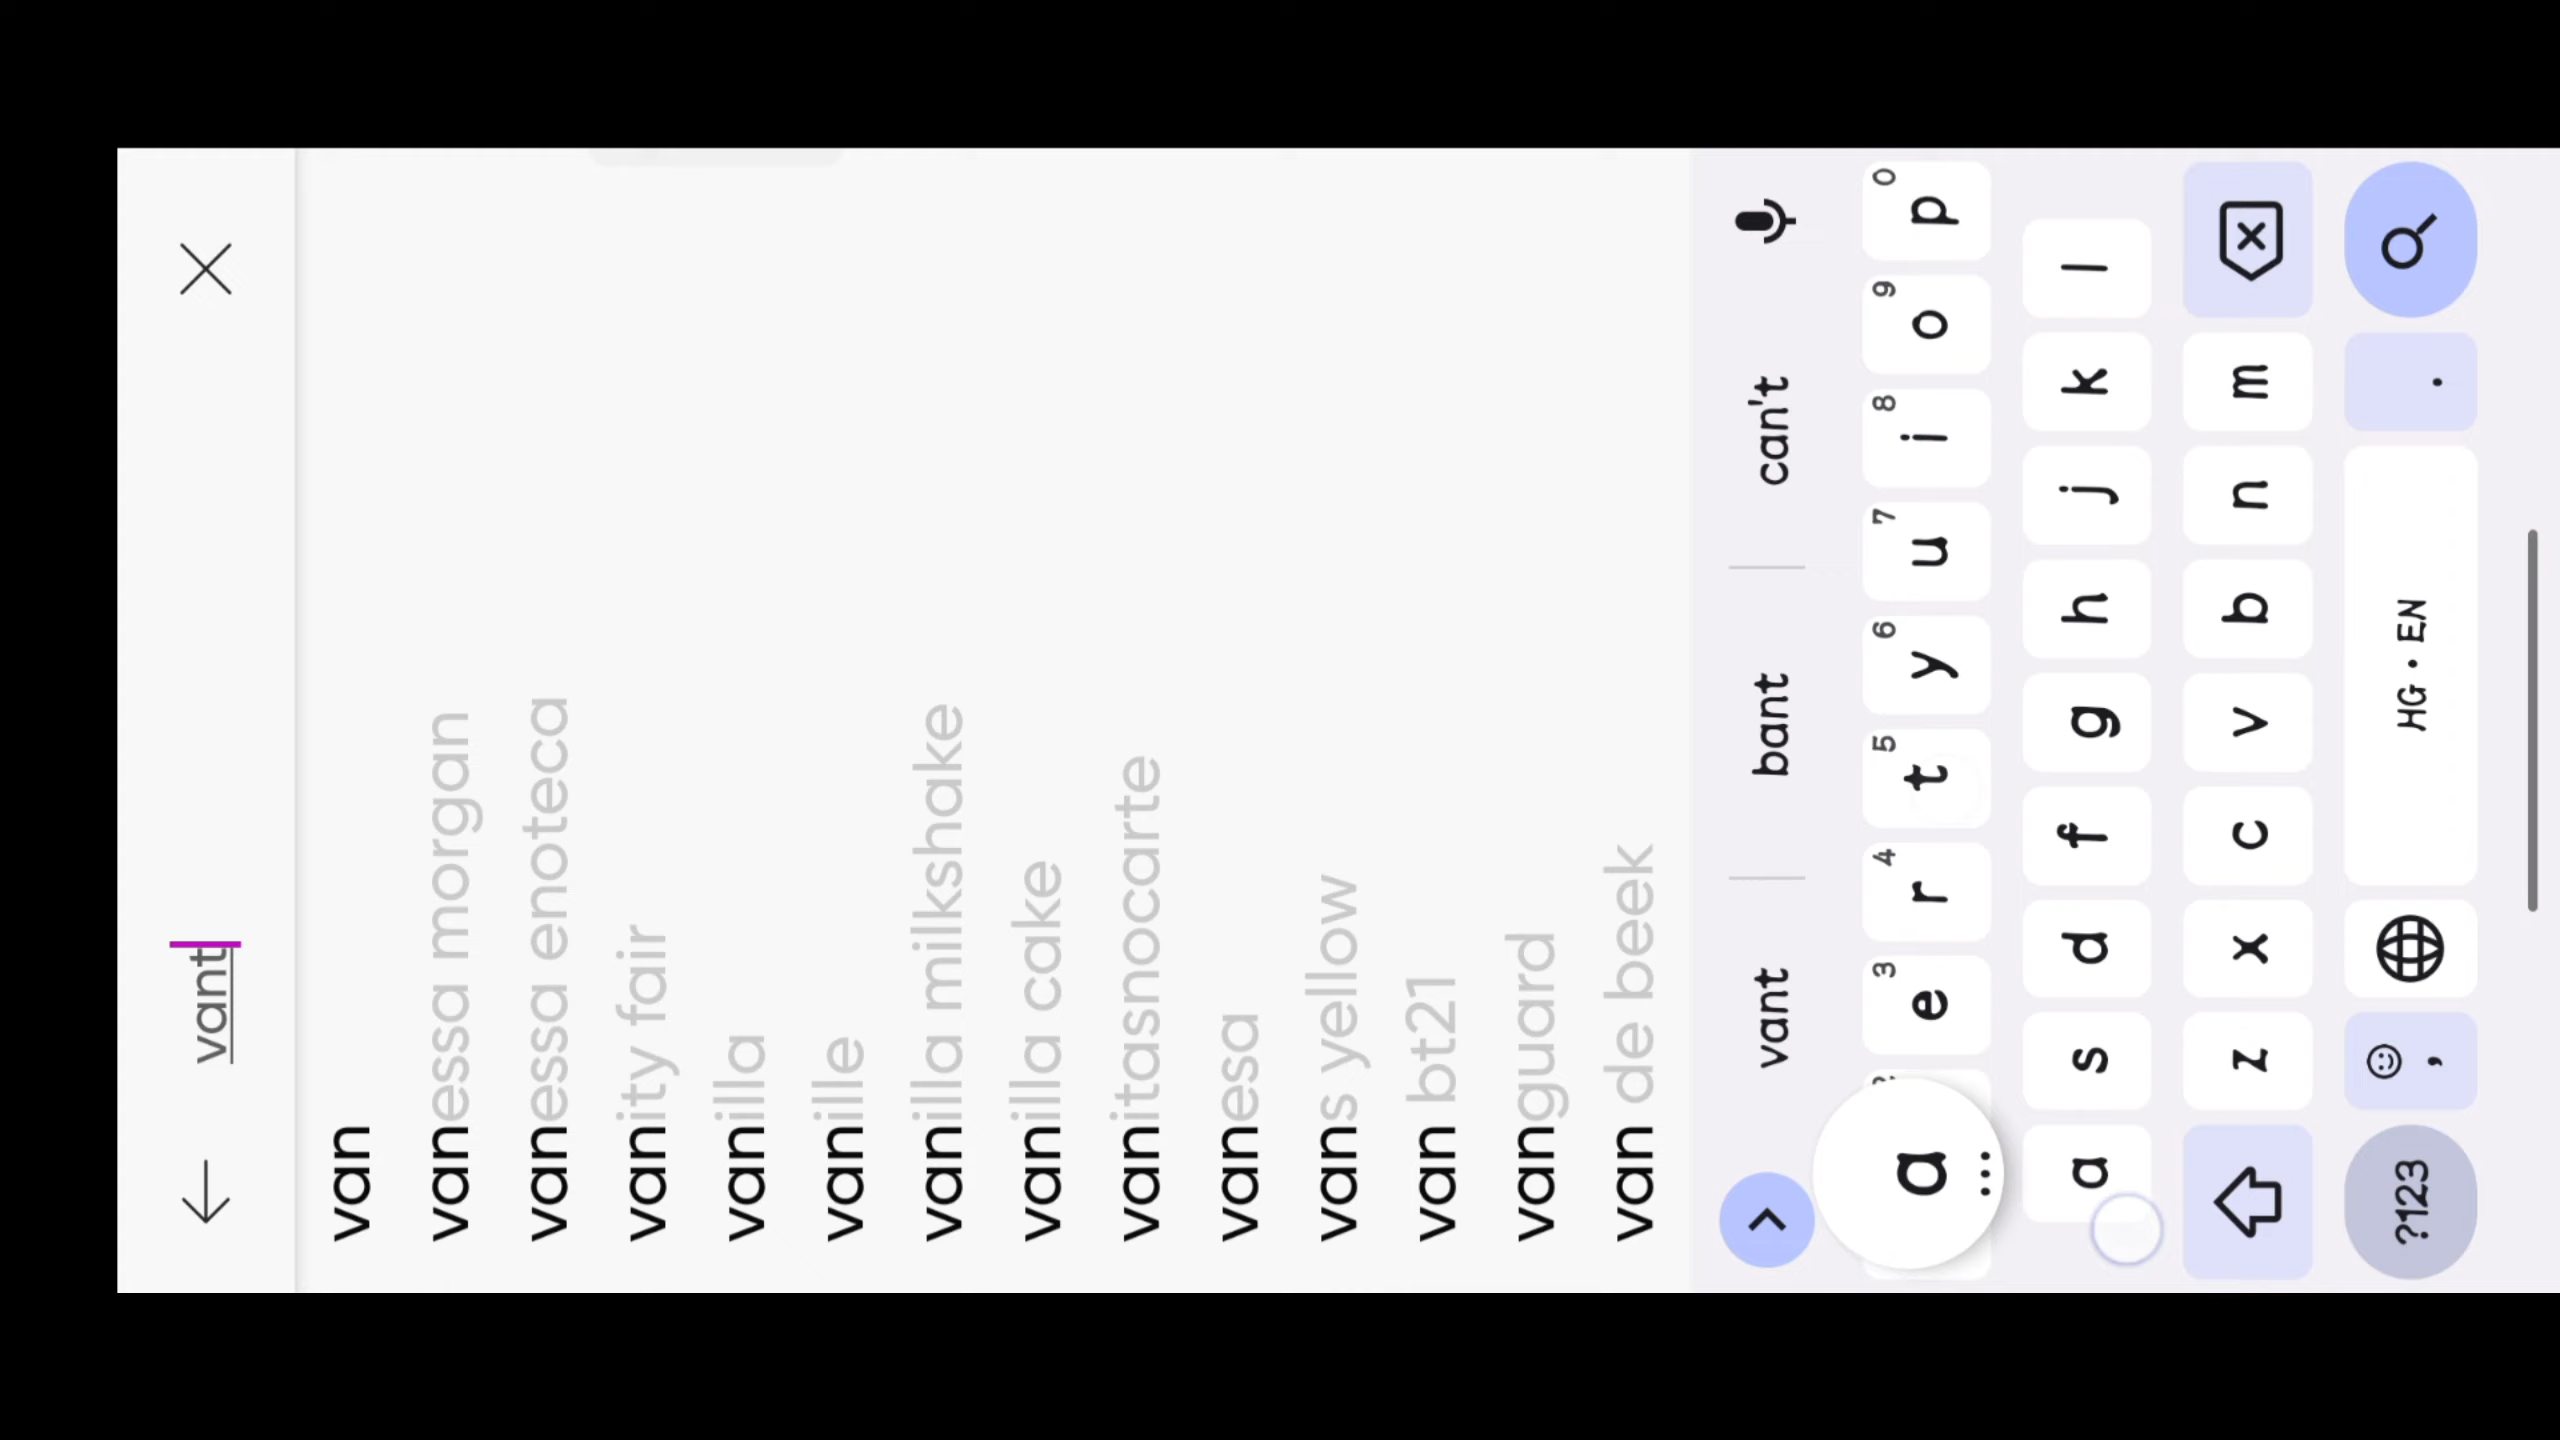 vant
van
vanessa morgan
vanessa enoteca
vanity fair
vanilla
vanille
vanilla milkshake
vanilla cake
vanitasnocarte
vanesa
vans yellow
van bt21
vanguard
van de beek
vant bant can't
e 3 r 4 t 5 y 6 u 7 i 8 o 9 p 0
a
a s d f g h j k l
z x c v b n m
?123 , HG • EN .